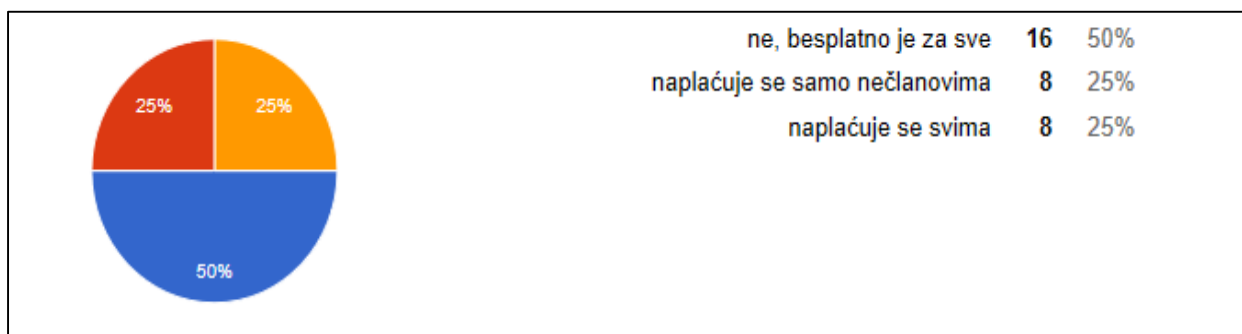 ne, besplatno je za sve 16 50%
naplaćuje se samo nečlanovima 8 25%
naplaćuje se svima 8 25%
25% 25%
50%